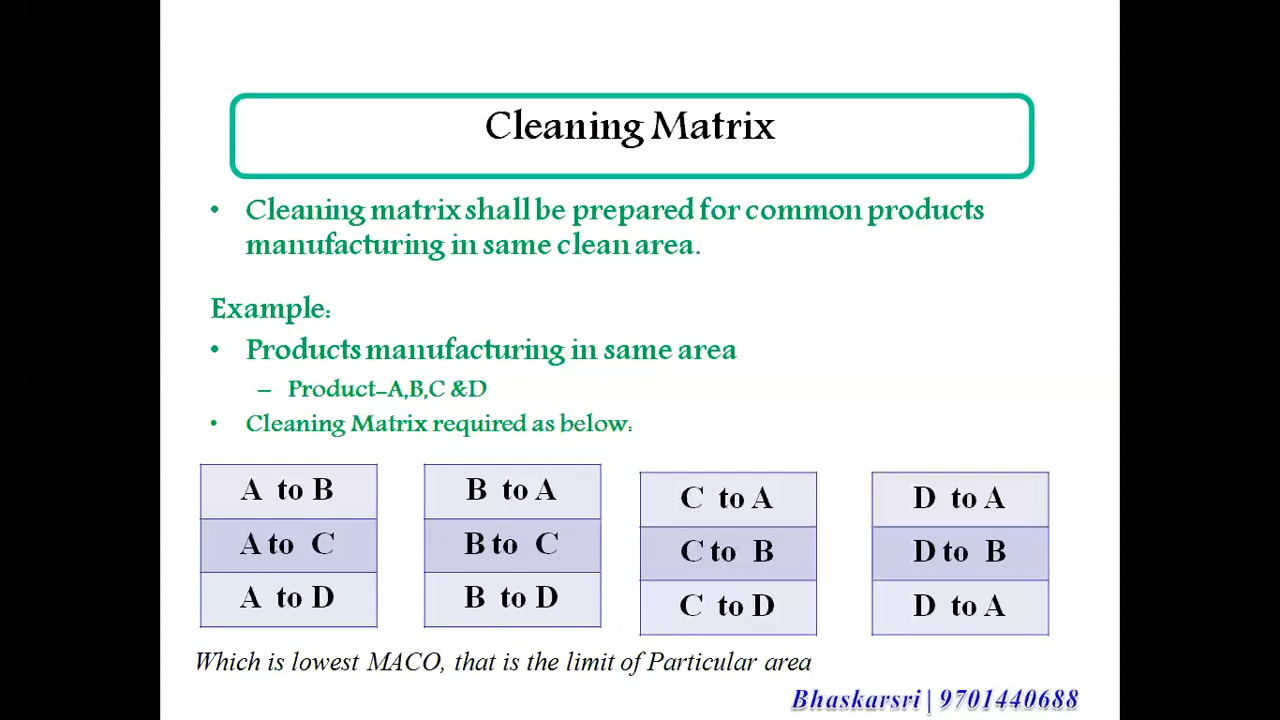 Cleaning Matrix
• Cleaning matrix shall be prepared for common products
manufacturing in same clean area.
Example:
• Products manufacturing in same area
– Product-A,B,C &D
• Cleaning Matrix required as below:
A to B
A to C
A to D
B to A
B to C
B to D
C to A
C to B
C to D
D to A
D to B
D to A
Which is lowest MACO, that is the limit of Particular area
Bhaskarsri | 9701440688